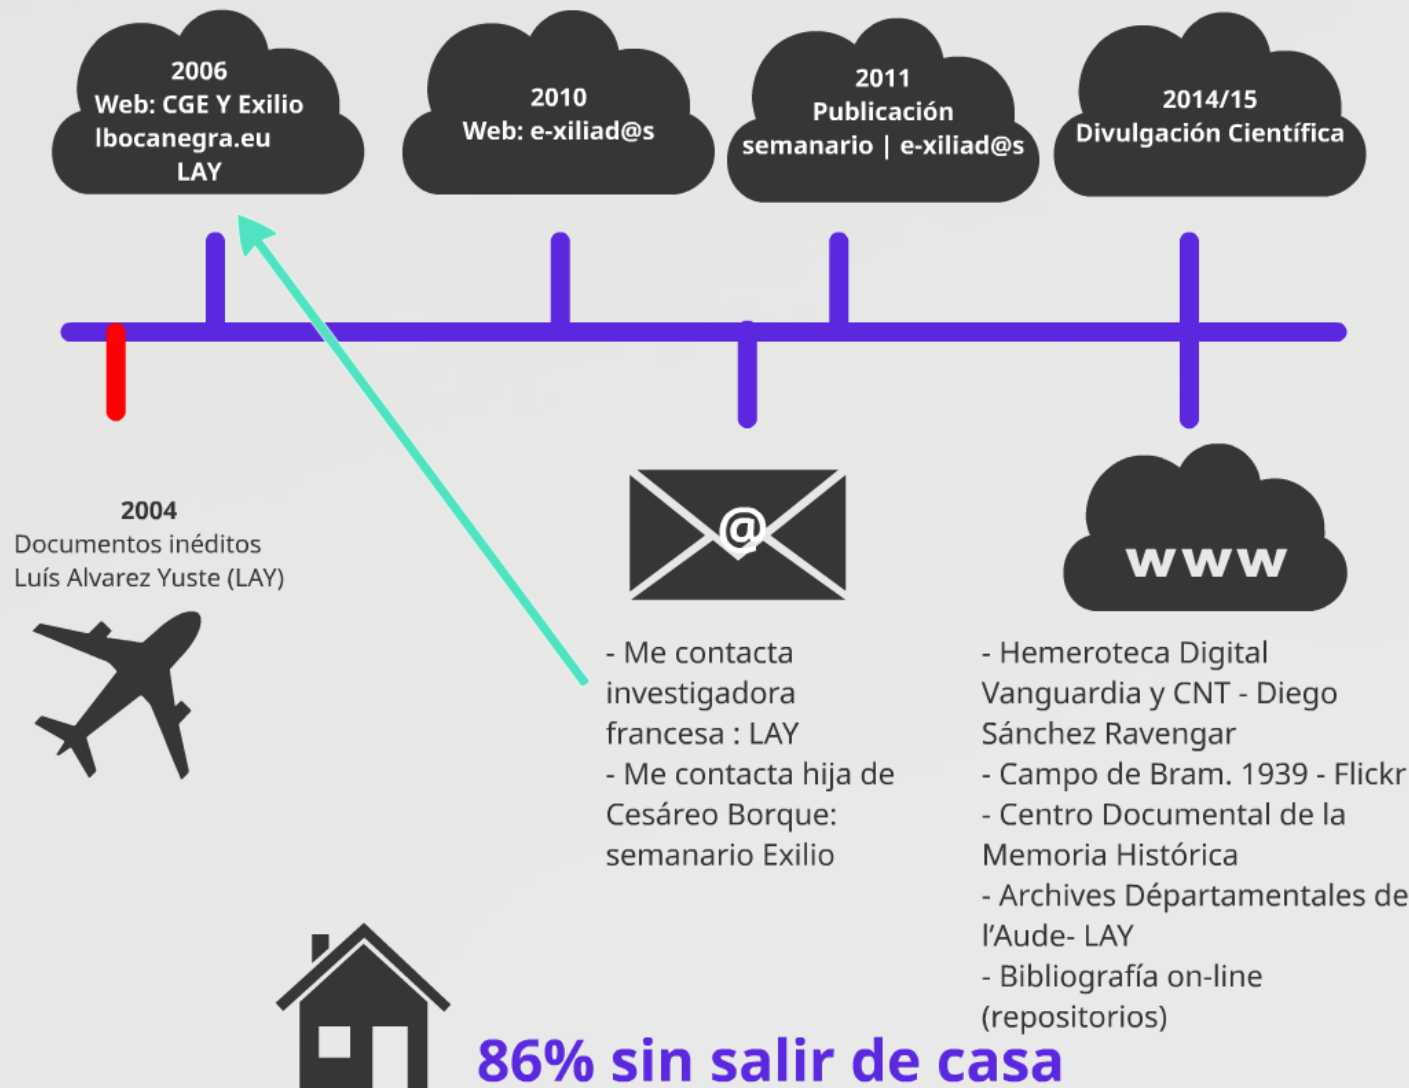 2006
Web: CGE Y Exilio
lbocanegra.eu
LAY
2010
Web: e-xiliad@s
2011
Publicación
semanario | e-xiliad@s
2014/15
Divulgación Científica
2004
Documentos inéditos
Luís Alvarez Yuste (LAY)
@
- Me contacta
investigadora
francesa : LAY
- Me contacta hija de
Cesáreo Borque:
semanario Exilio
www
- Hemeroteca Digital
Vanguardia y CNT - Diego
Sánchez Ravengar
- Campo de Bram. 1939 - Flickr
- Centro Documental de la
Memoria Histórica
- Archives Départamentales de
l’Aude- LAY
- Bibliografía on-line
(repositorios)
86% sin salir de casa